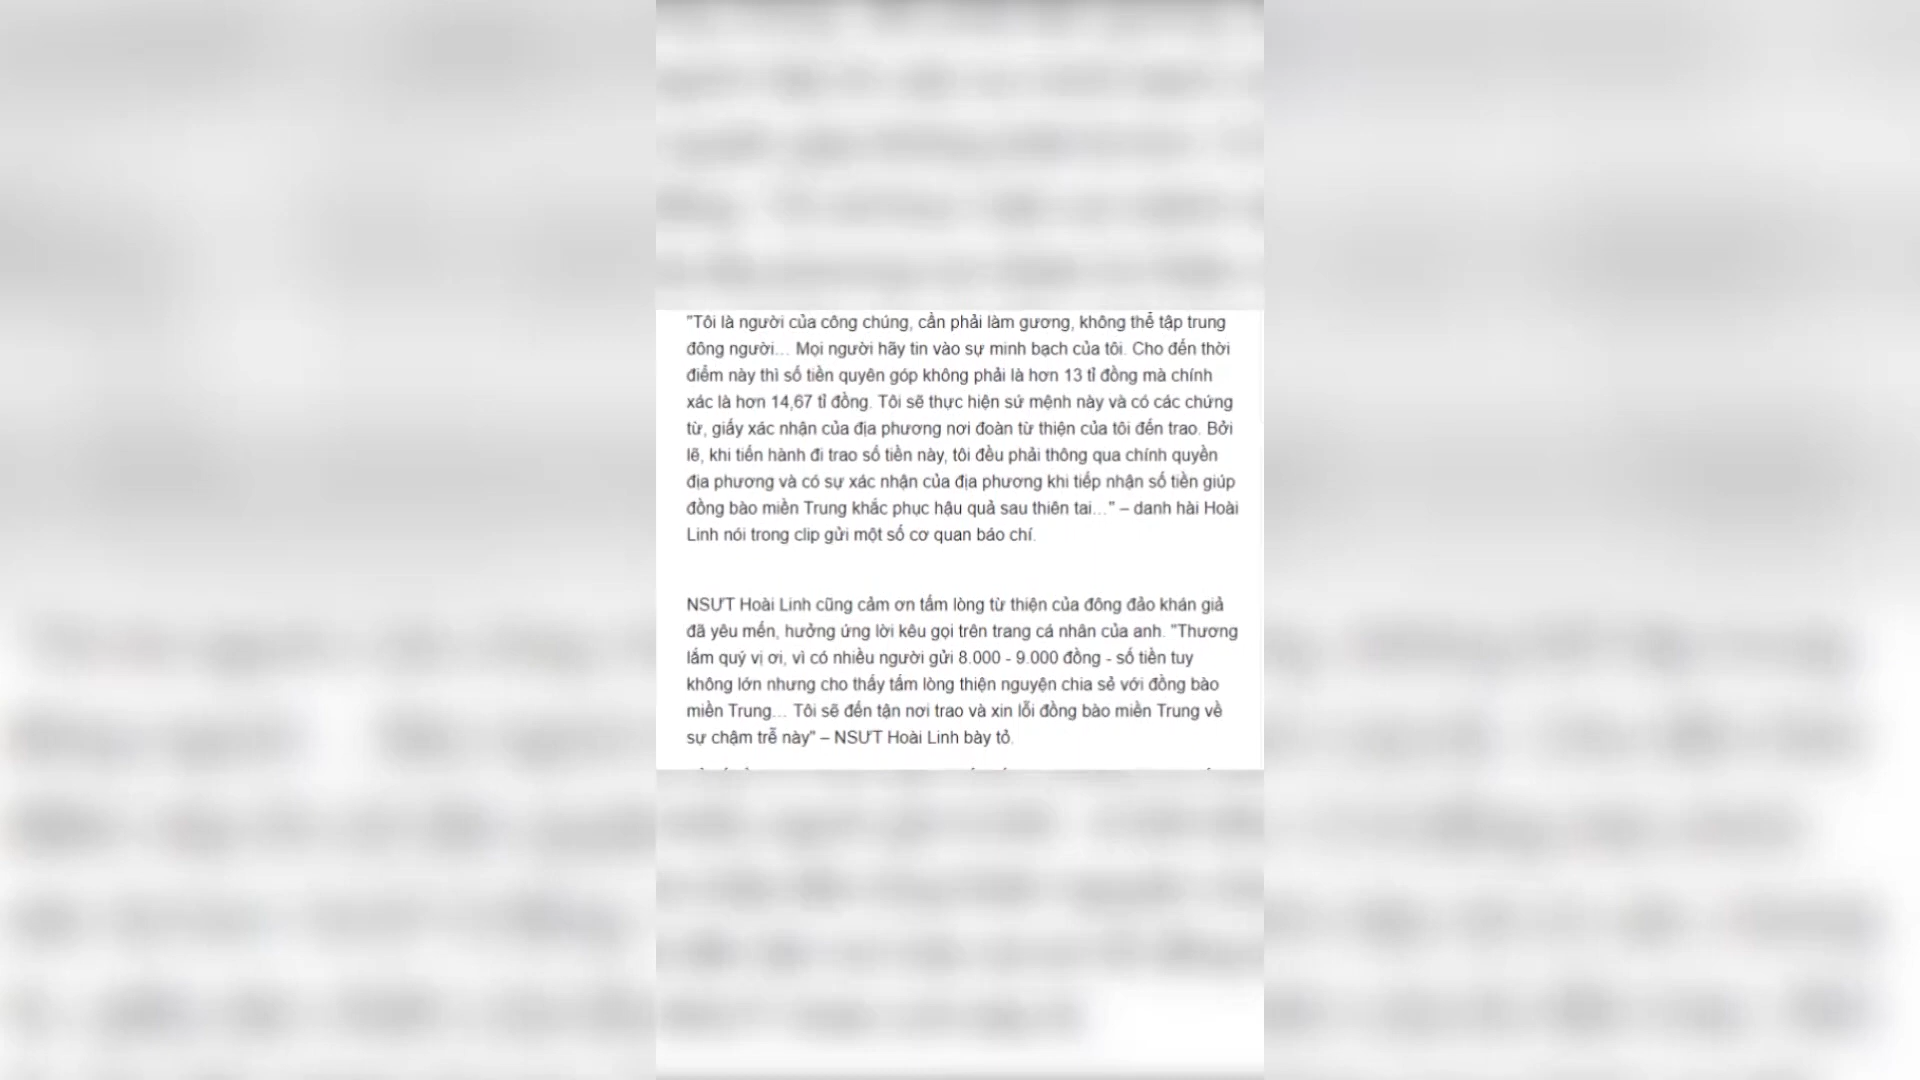 "Tôi là người của công chúng, cần phải làm gương, không thể tập trung
đông người... Mọi người hãy tin vào sự minh bạch của tôi. Cho đến thời
điểm này thì số tiền quyên góp không phải là hơn 13 tỉ đồng mà chính
xác là hơn 14,67 tỉ đồng. Tôi sẽ thực hiện sứ mệnh này và có các chứng
từ, giấy xác nhận của địa phương nơi đoàn từ thiện của tôi đến trao. Bởi
lẽ, khi tiến hành đi trao số tiền này, tôi đều phải thông qua chính quyền
địa phương và có sự xác nhận của địa phương khi tiếp nhận số tiền giúp
đồng bào miền Trung khắc phục hậu quả sau thiên tai..." – danh hài Hoài
Linh nói trong clip gửi một số cơ quan báo chí.
NSƯT Hoài Linh cũng cảm ơn tấm lòng từ thiện của đông đảo khán giả
đã yêu mến, hưởng ứng lời kêu gọi trên trang cá nhân của anh. "Thương
lắm quý vị ơi, vì có nhiều người gửi 8.000 - 9.000 đồng - số tiền tuy
không lớn nhưng cho thấy tấm lòng thiện nguyện chia sẻ với đồng bào
miền Trung... Tôi sẽ đến tận nơi trao và xin lỗi đồng bào miền Trung về
sự chậm trễ này" – NSƯT Hoài Linh bày tỏ.